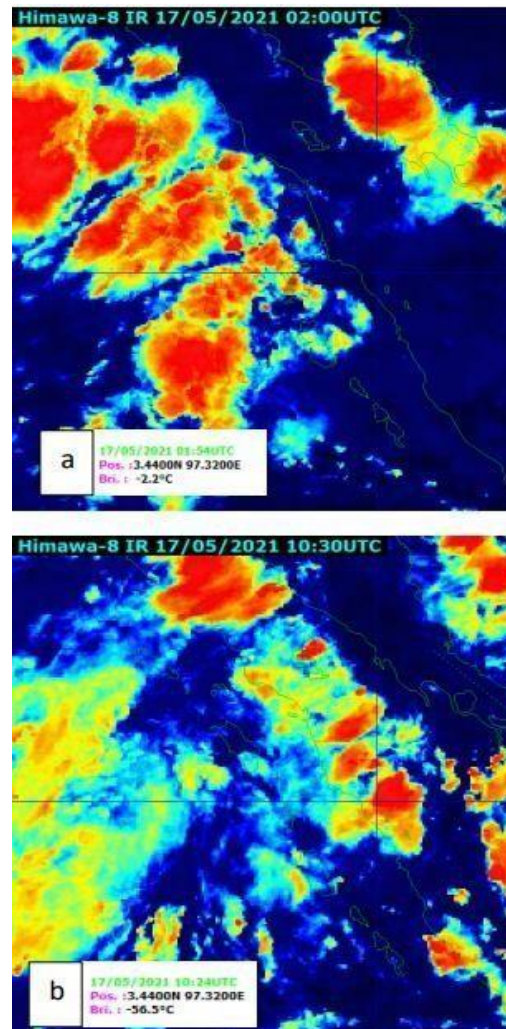 Himawa-8 IR 17/05/2021 02:00UTC
a
17/05/2021 01:54UTC
Pos. :3.4400N 97.3200E
Bri. : -2.2°C
Himawa-8 IR 17/05/2021 10:30UTC
b
17/05/2021 10:24UTC
Pos. :3.4400N 97.3200E
Bri. : -56.5°C